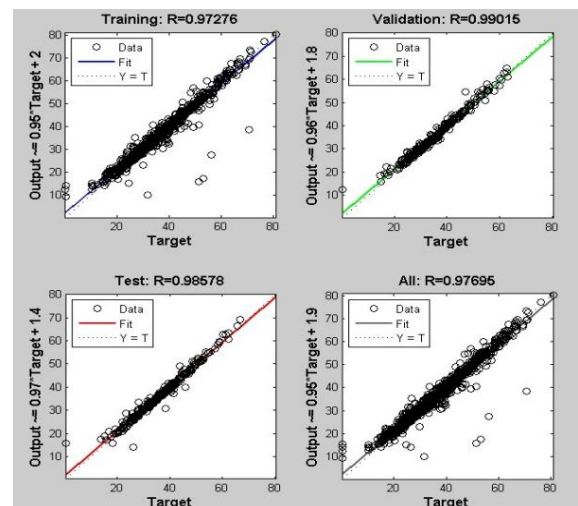 Training: R=0.97276
Output ~= 0.95*Target + 2
80
70
60
50
40
30
20
10
Data
Fit
Y = T
20 40 60 80
Target
Validation: R=0.99015
Output ~= 0.96*Target + 1.8
80
70
60
50
40
30
20
10
Data
Fit
Y = T
20 40 60 80
Target
Test: R=0.98578
Output ~= 0.97*Target + 1.4
80
70
60
50
40
30
20
10
Data
Fit
Y = T
20 40 60 80
Target
All: R=0.97695
Output ~= 0.95*Target + 1.9
80
70
60
50
40
30
20
10
Data
Fit
Y = T
20 40 60 80
Target